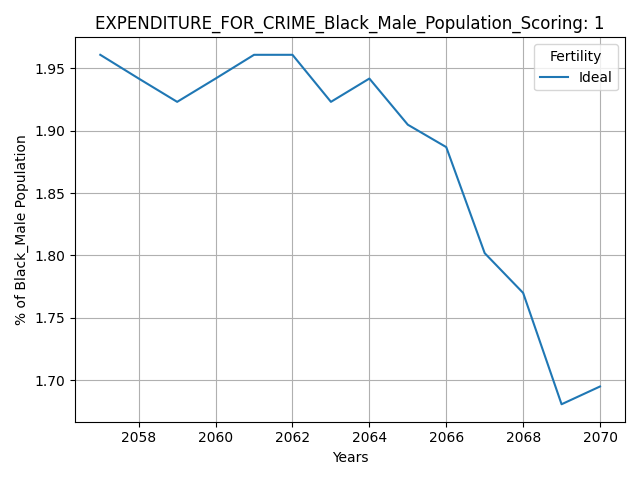 EXPENDITURE_FOR_CRIME_Black_Male_Population_Scoring: 1
Fertility
Ideal
% of Black_Male Population
1.95
1.90
1.85
1.80
1.75
1.70
2058 2060 2062 2064 2066 2068 2070
Years